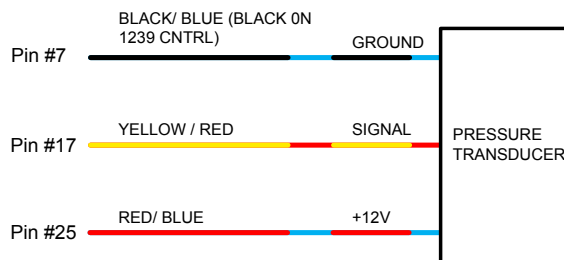 BLACK/ BLUE (BLACK 0N
1239 CNTRL)
Pin #7
GROUND
YELLOW / RED
SIGNAL
Pin #17
PRESSURE
TRANSDUCER
RED/ BLUE
+12V
Pin #25